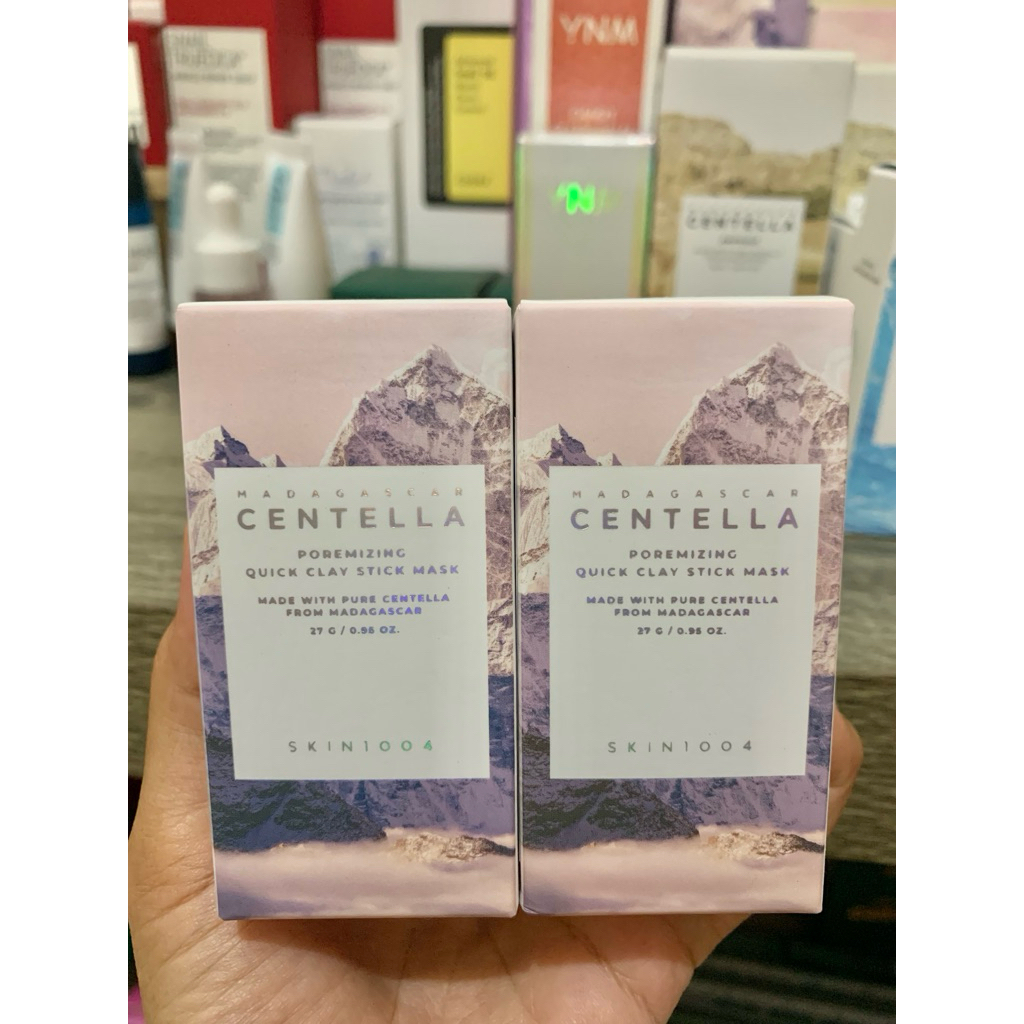 YNM
N
CENTELLA
MADAGASCAR
CENTELLA
POREMIZING
QUICK CLAY STICK MASK
MADE WITH PURE CENTELLA
FROM MADAGASCAR
27 G / 0.95 OZ.
SKIN1004
MADAGASCAR
CENTELLA
POREMIZING
QUICK CLAY STICK MASK
MADE WITH PURE CENTELLA
FROM MADAGASCAR
27 G / 0.95 OZ.
SKIN1004